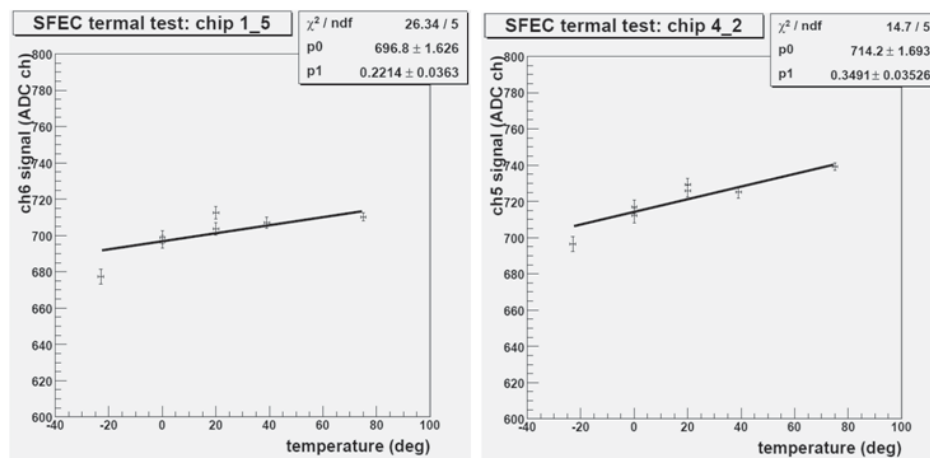 SFEC termal test: chip 1_5
χ² / ndf 26.34 / 5
p0 696.8 ± 1.626
p1 0.2214 ± 0.0363
ch6 signal (ADC ch)
800
780
760
740
720
700
680
660
640
620
600
-40 -20 0 20 40 60 80 100
temperature (deg)
SFEC termal test: chip 4_2
χ² / ndf 14.7 / 5
p0 714.2 ± 1.693
p1 0.3491 ± 0.03526
ch5 signal (ADC ch)
800
780
760
740
720
700
680
660
640
620
600
-40 -20 0 20 40 60 80 100
temperature (deg)